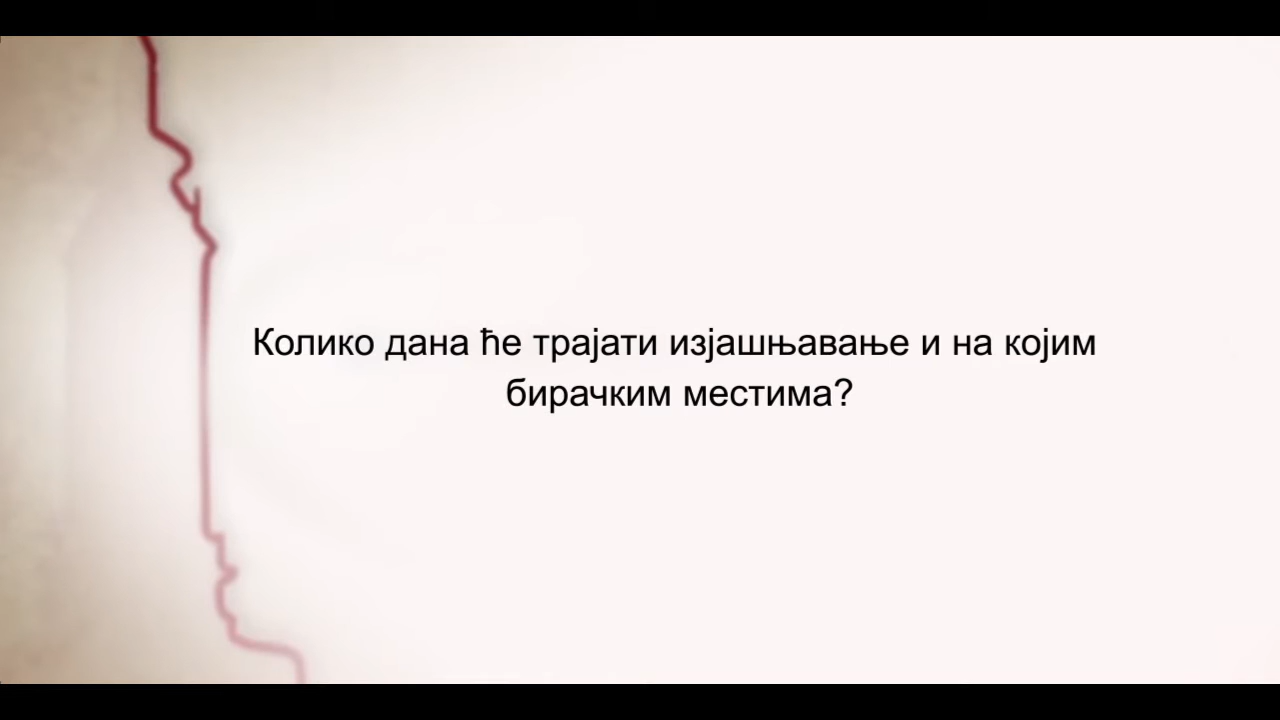 Колико дана ће трајати изјашњавање и на којим
бирачким местима?